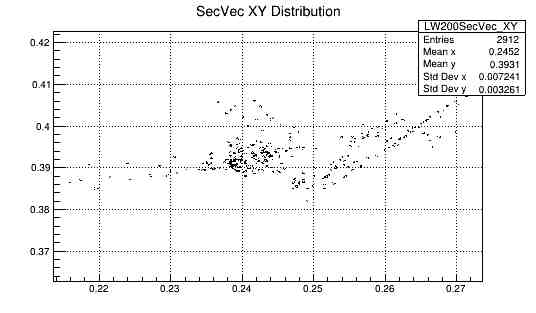 SecVec XY Distribution
LW200SecVec_XY
Entries 2912
Mean x 0.2452
Mean y 0.3931
Std Dev x 0.007241
Std Dev y 0.003261
0.42
0.41
0.4
0.39
0.38
0.37
0.22 0.23 0.24 0.25 0.26 0.27